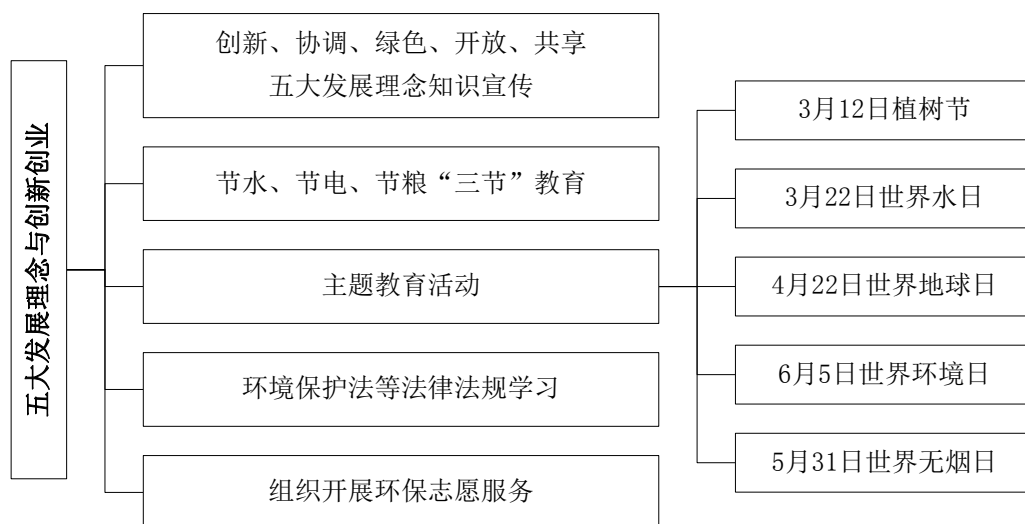 五大发展理念与创新创业
创新、协调、绿色、开放、共享
五大发展理念知识宣传
节水、节电、节粮“三节”教育
主题教育活动
环境保护法等法律法规学习
组织开展环保志愿服务
3月12日植树节
3月22日世界水日
4月22日世界地球日
6月5日世界环境日
5月31日世界无烟日